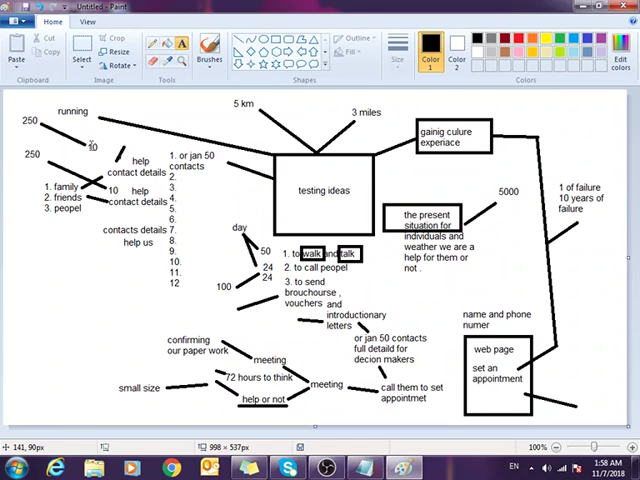 Untitled - Paint
Home
View
Paste
Cut
Copy
Clipboard
Select
Crop
Resize
Rotate
Image
Tools
Brushes
Shapes
Outline
Fill
Size
Color 1
Color 2
Edit colors
Colors
running
250
10
250
5 km
3 miles
gainig culure
experiace
1. or jan 50
contacts
2.
3.
4.
5.
6.
7.
8.
9.
10.
11.
12
help
contact details
1. family
2. friends
3. peopel
10
help
contact details
contacts details
help us
testing ideas
the present
situation for
individuals and
weather we are a
help for them or
not .
5000
1 of failure
10 years of
failure
day
50
24
24
100
1. to walk and talk
2. to call peopel
3. to send
brouchourse ,
vouchers
and
introductionary
letters
or jan 50 contacts
full detaild for
decion makers
call them to set
appointmet
meeting
meeting
confirming
our paper work
72 hours to think
help or not
small size
name and phone
numer
web page
set an
appointment
141, 90px
998 × 537px
100%
EN
1:58 AM
11/7/2018